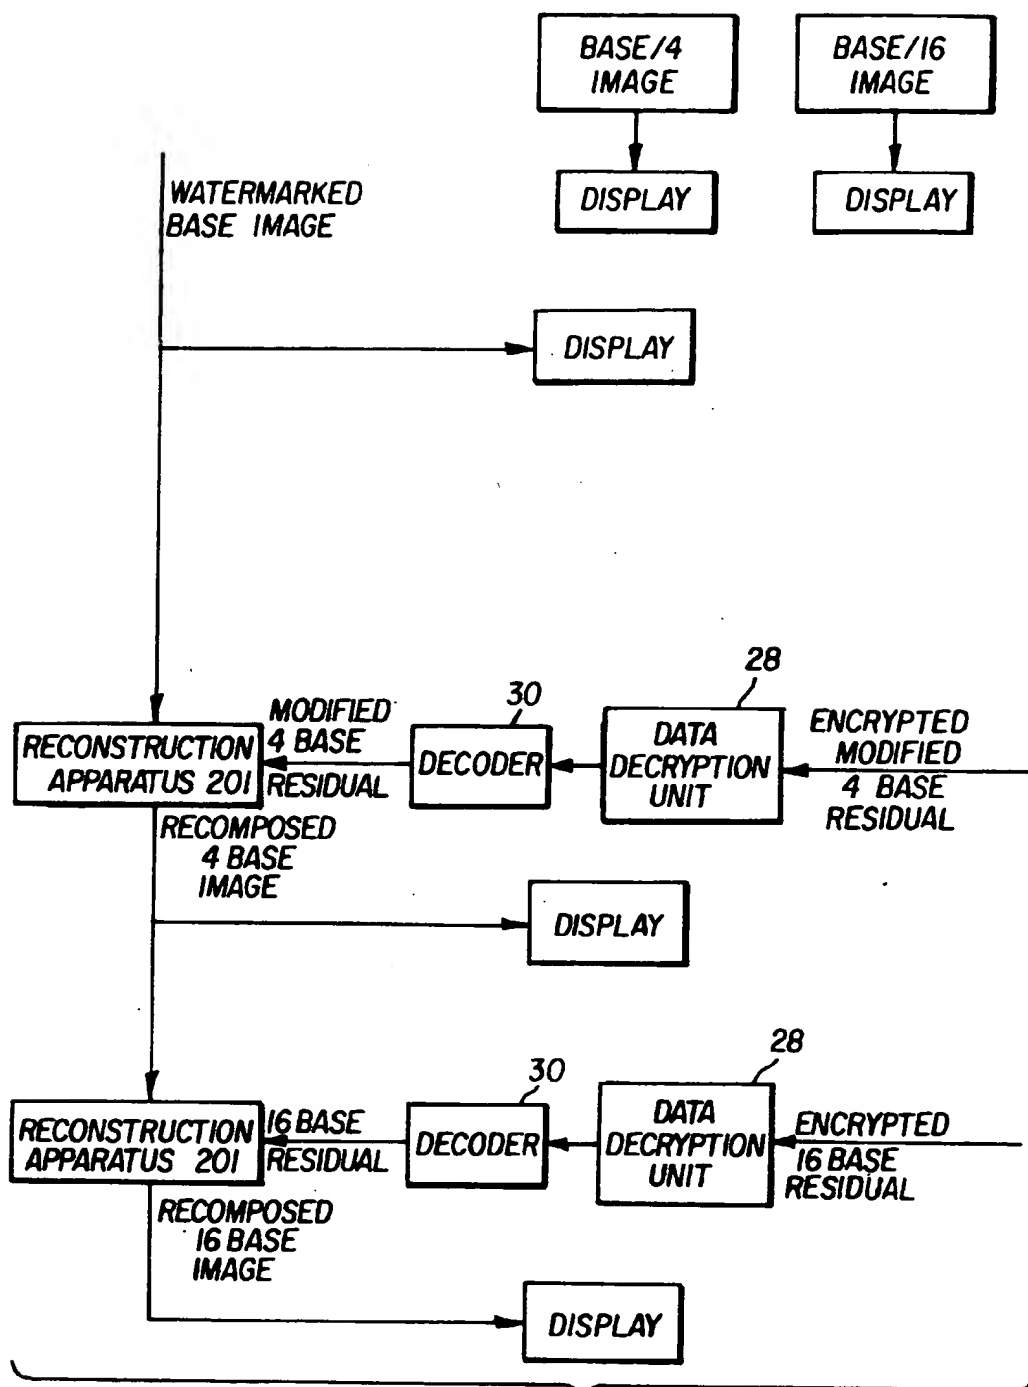 BASE/4
IMAGE
BASE/16
IMAGE
DISPLAY
DISPLAY
WATERMARKED
BASE IMAGE
DISPLAY
28
30
MODIFIED
4 BASE
RESIDUAL
RECONSTRUCTION
APPARATUS 201
DECODER
DATA
DECRYPTION
UNIT
ENCRYPTED
MODIFIED
4 BASE
RESIDUAL
RECOMPOSED
4 BASE
IMAGE
DISPLAY
28
30
RECONSTRUCTION
APPARATUS 201
16 BASE
RESIDUAL
DECODER
DATA
DECRYPTION
UNIT
ENCRYPTED
16 BASE
RESIDUAL
RECOMPOSED
16 BASE
IMAGE
DISPLAY